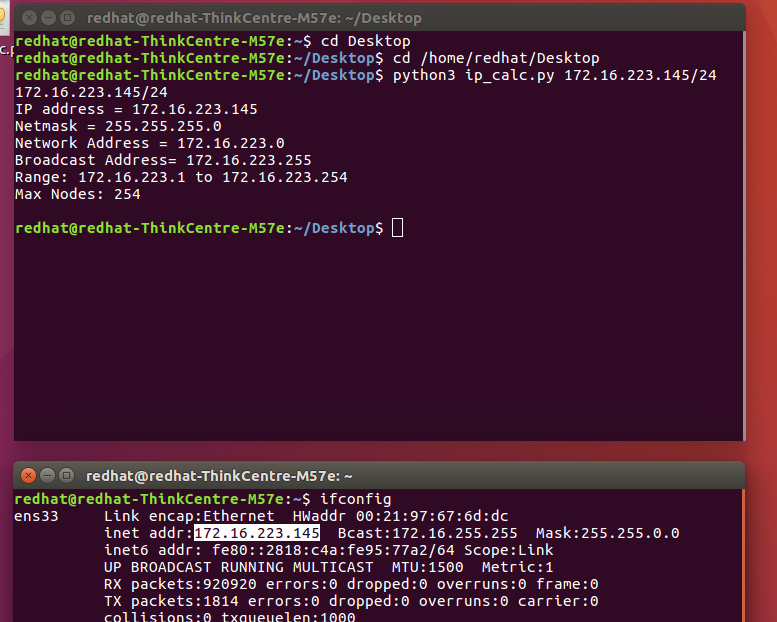 redhat@redhat-ThinkCentre-M57e: ~/Desktop
redhat@redhat-ThinkCentre-M57e:~$ cd Desktop
redhat@redhat-ThinkCentre-M57e:~/Desktop$ cd /home/redhat/Desktop
redhat@redhat-ThinkCentre-M57e:~/Desktop$ python3 ip_calc.py 172.16.223.145/24
172.16.223.145/24
IP address = 172.16.223.145
Netmask = 255.255.255.0
Network Address = 172.16.223.0
Broadcast Address= 172.16.223.255
Range: 172.16.223.1 to 172.16.223.254
Max Nodes: 254
redhat@redhat-ThinkCentre-M57e:~/Desktop$
redhat@redhat-ThinkCentre-M57e: ~
redhat@redhat-ThinkCentre-M57e:~$ ifconfig
ens33 Link encap:Ethernet HWaddr 00:21:97:67:6d:dc
inet addr:172.16.223.145 Bcast:172.16.255.255 Mask:255.255.0.0
inet6 addr: fe80::2818:c4a:fe95:77a2/64 Scope:Link
UP BROADCAST RUNNING MULTICAST MTU:1500 Metric:1
RX packets:920920 errors:0 dropped:0 overruns:0 frame:0
TX packets:1814 errors:0 dropped:0 overruns:0 carrier:0
collisions:0 txqueuelen:1000